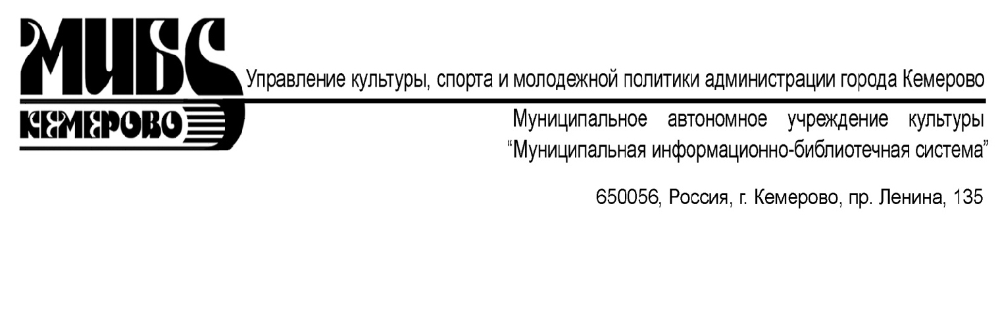 МИБС
Управление культуры, спорта и молодежной политики администрации города Кемерово
КЕМЕРОВО
Муниципальное автономное учреждение культуры
“Муниципальная информационно-библиотечная система”
650056, Россия, г. Кемерово, пр. Ленина, 135